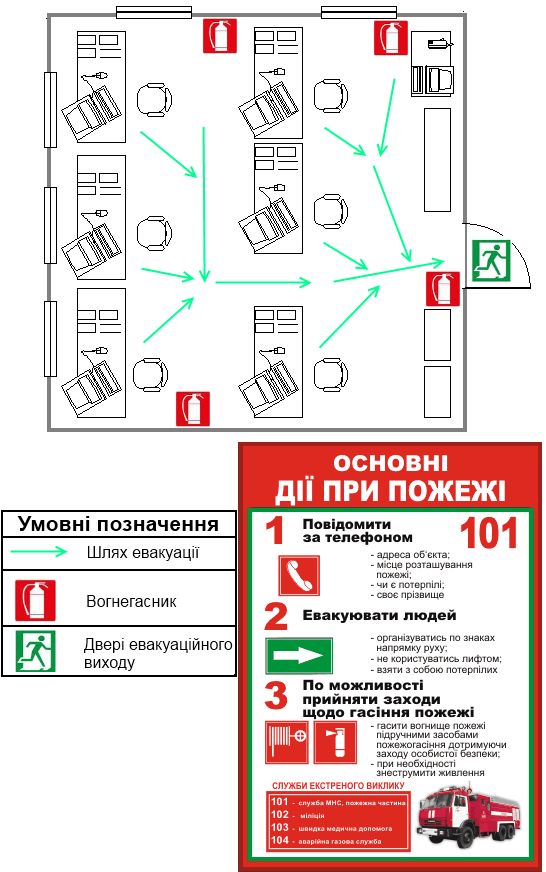 Умовні позначення
Шлях евакуації
Вогнегасник
Двері евакуаційного
виходу
ОСНОВНІ
ДІЇ ПРИ ПОЖЕЖІ
1 Повідомити
за телефоном 101
- адреса об'єкта;
- місце розташування
пожежі;
- чи є потерпілі;
- своє прізвище
2 Евакуювати людей
- організуватись по знаках
напрямку руху;
- не користуватись лифтом;
- взяти з собою потерпілих
3 По можливості
прийняти заходи
щодо гасіння пожежі
- гасити вогнище пожежі
підручними засобами
пожежогасіння дотримуючи
заходу особистої безпеки;
- при необхідності
знеструмити живлення
СЛУЖБИ ЕКСТРЕНОГО ВИКЛИКУ
101 - служба МНС, пожежна частина
102 - міліція
103 - швидка медична допомога
104 - аварійна газова служба